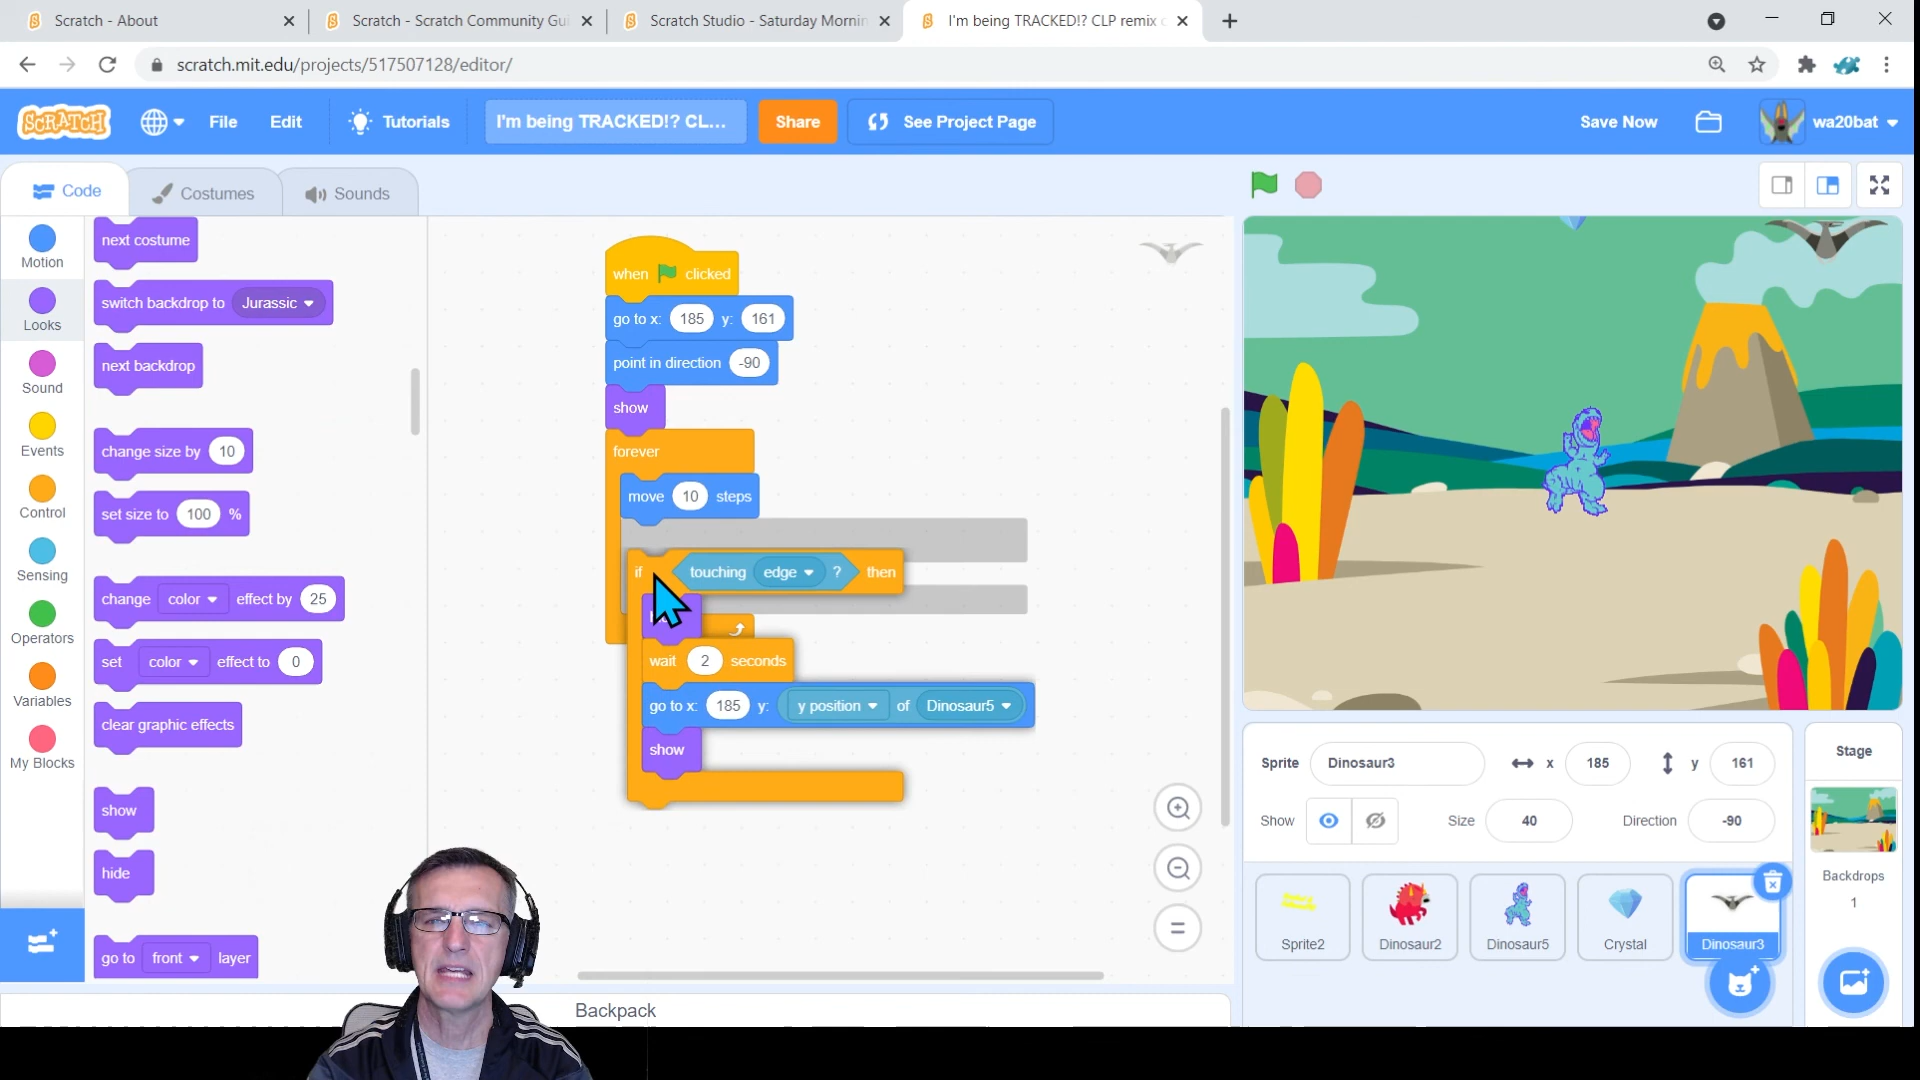 Scratch - About
Scratch - Scratch Community Gui
Scratch Studio - Saturday Mornin
I'm being TRACKED!? CLP remix c
scratch.mit.edu/projects/517507128/editor/
SCRATCH
File
Edit
Tutorials
I'm being TRACKED!? CL...
Share
See Project Page
Save Now
wa20bat
Code
Costumes
Sounds
Motion
Looks
Sound
Events
Control
Sensing
Operators
Variables
My Blocks
next costume
switch backdrop to Jurassic
next backdrop
change size by 10
set size to 100 %
change color effect by 25
set color effect to 0
clear graphic effects
show
hide
go to front layer
when clicked
go to x: 185 y: 161
point in direction -90
show
forever
move 10 steps
if touching edge ? then
wait 2 seconds
go to x: 185 y: y position of Dinosaur5
show
Backpack
Sprite Dinosaur3 x 185 y 161
Show Size 40 Direction -90
Sprite2
Dinosaur2
Dinosaur5
Crystal
Dinosaur3
Stage
Backdrops
1